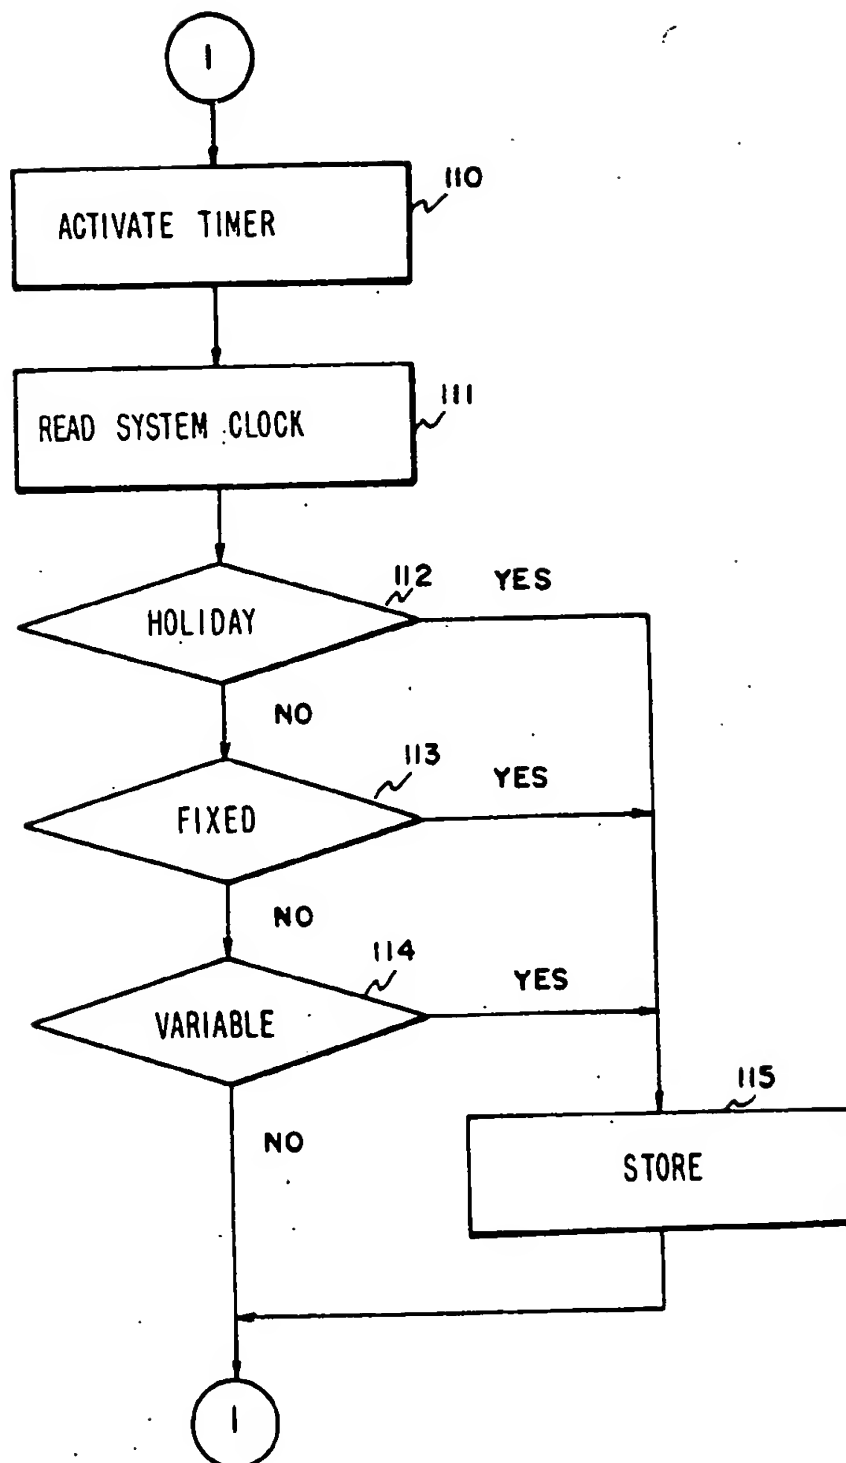 1
110
ACTIVATE TIMER
111
READ SYSTEM CLOCK
112
YES
HOLIDAY
NO
113
YES
FIXED
NO
114
YES
VARIABLE
115
NO
STORE
1